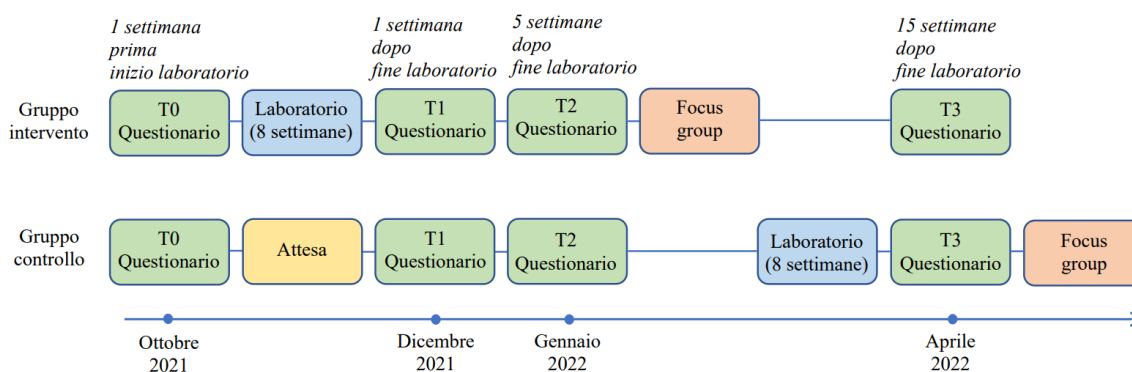 1 settimana
prima
inizio laboratorio
1 settimana
dopo
fine laboratorio
5 settimane
dopo
fine laboratorio
15 settimane
dopo
fine laboratorio
Gruppo
intervento
T0
Questionario
Laboratorio
(8 settimane)
T1
Questionario
T2
Questionario
Focus
group
T3
Questionario
Gruppo
controllo
T0
Questionario
Attesa
T1
Questionario
T2
Questionario
Laboratorio
(8 settimane)
T3
Questionario
Focus
group
Ottobre
2021
Dicembre
2021
Gennaio
2022
Aprile
2022